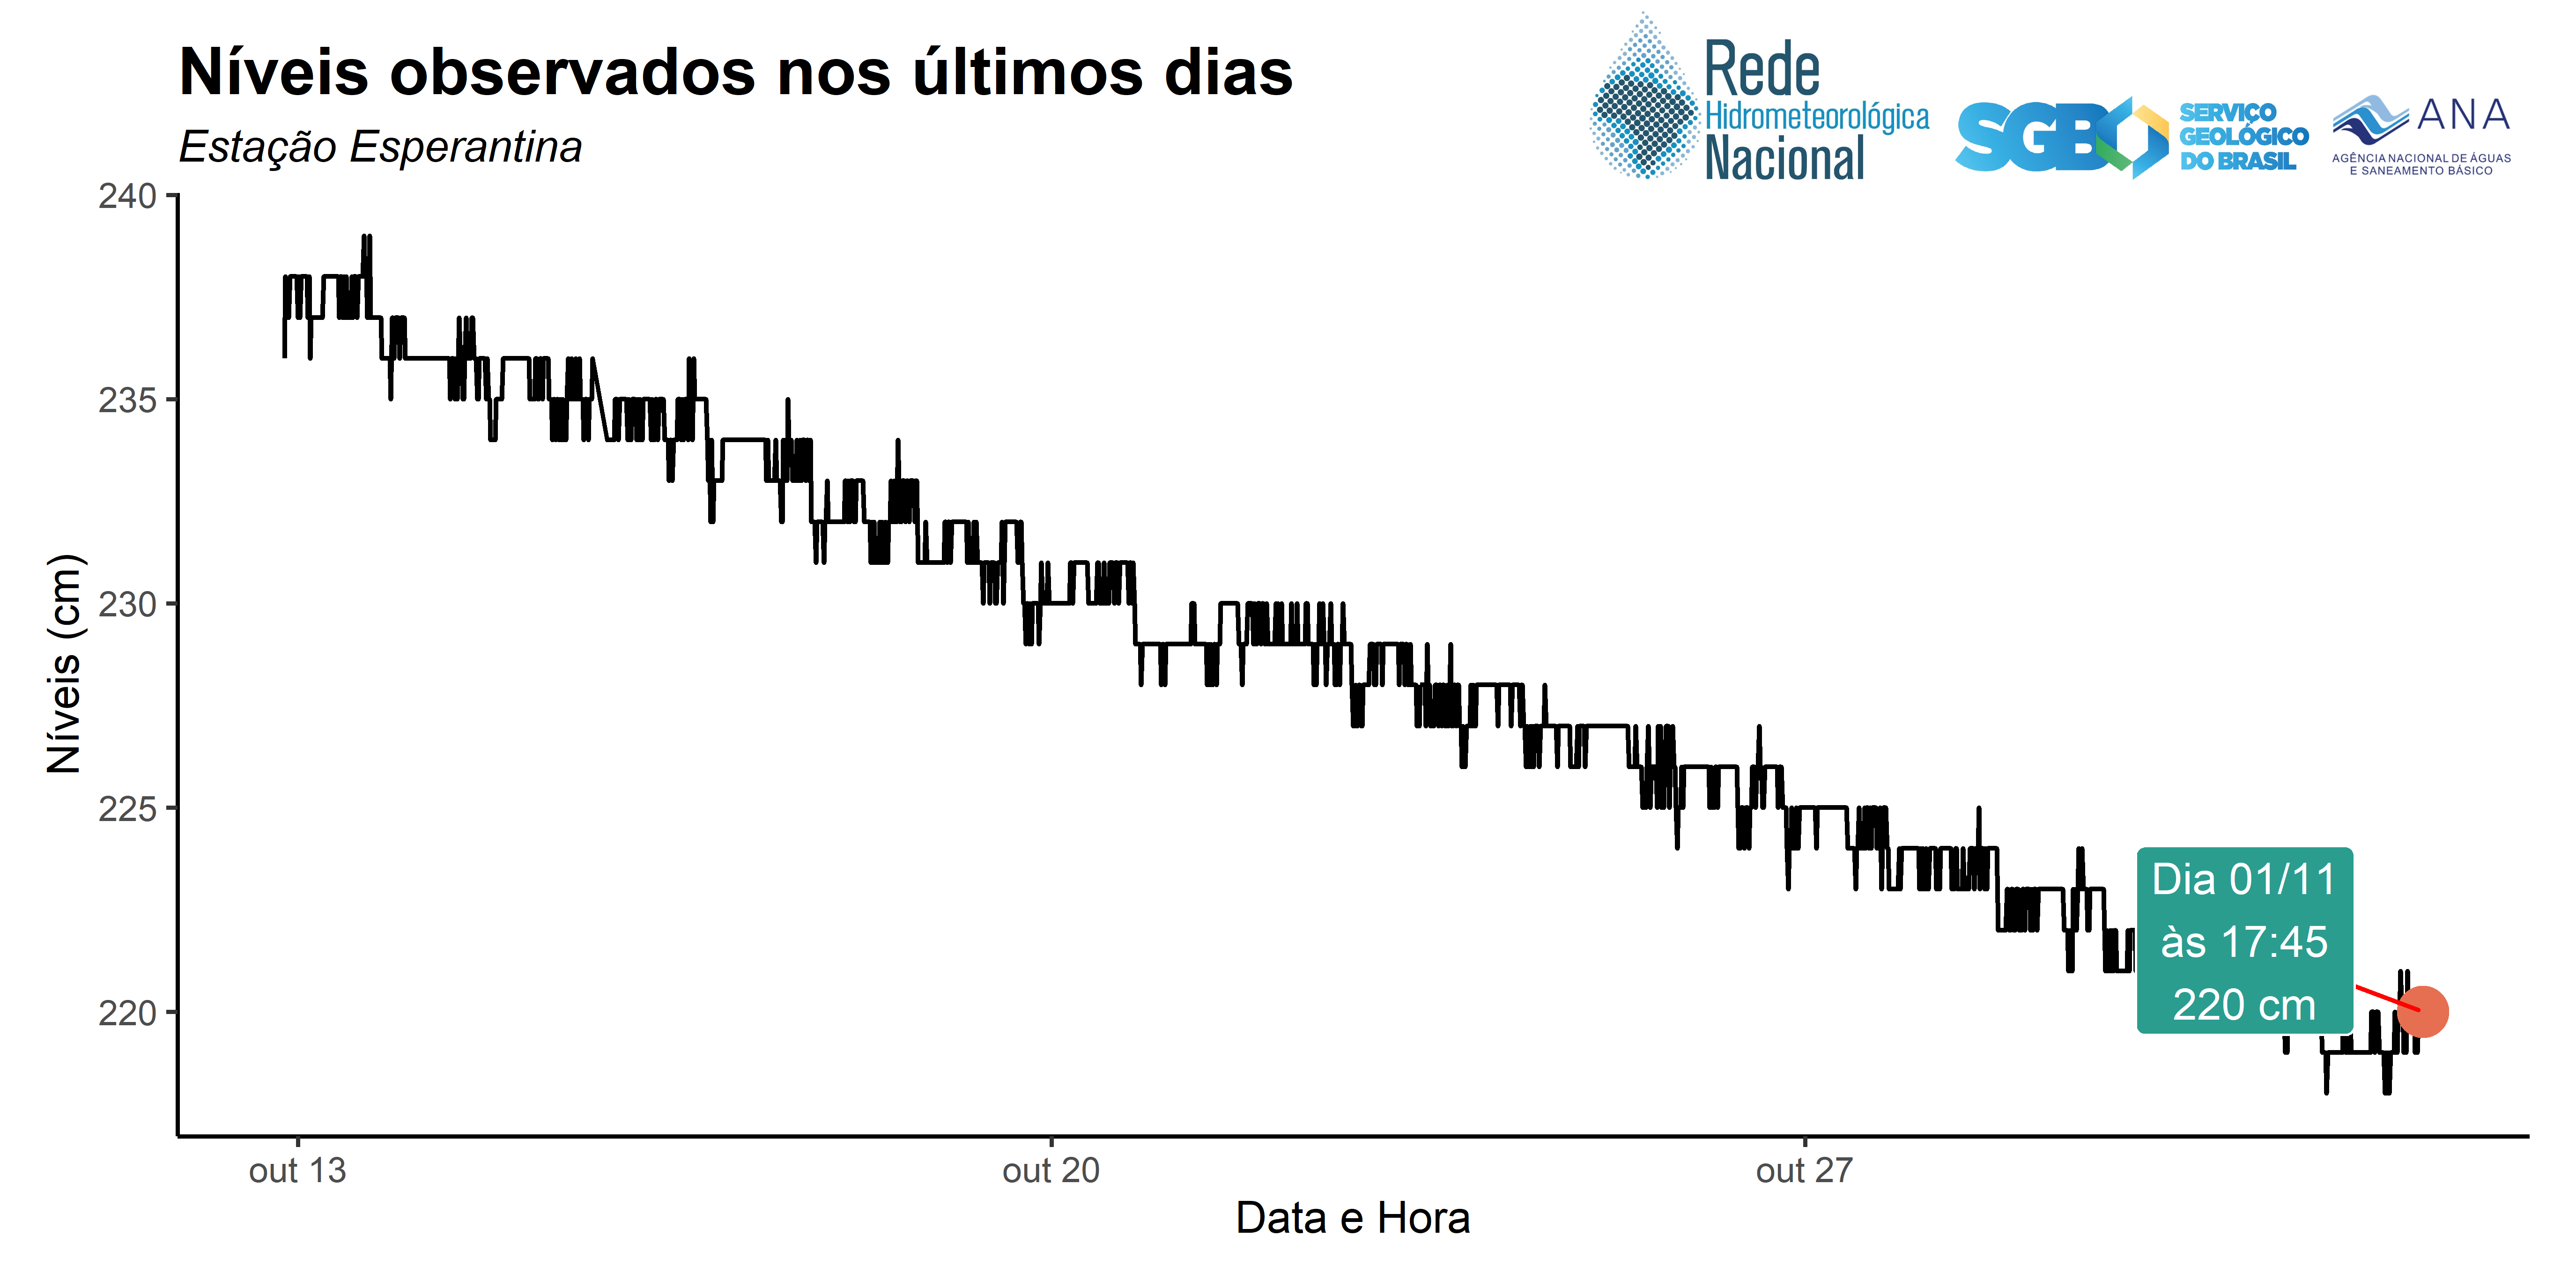 Níveis observados nos últimos dias
Estação Esperantina
Rede
Hidrometeorológica
Nacional
SGB
SERVIÇO
GEOLÓGICO
DO BRASIL
ANA
AGÊNCIA NACIONAL DE ÁGUAS
E SANEAMENTO BÁSICO
Níveis (cm)
240
235
230
225
220
Dia 01/11
às 17:45
220 cm
out 13
out 20
out 27
Data e Hora